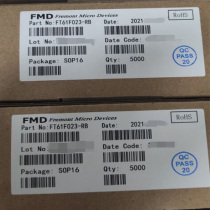 FMD Fremont Micro Devices
RoHS
Part No: FT61F023-RB Date: 2021
Lot No Date Code:
Package: SOP16 Qty: 5000
QC PASS 20
FMD Fremont Micro Devices
RoHS
Part No: FT61F023-RB Date: 2021-
Lot No Date Code:
Package: SOP16 Qty: 5000
QC PASS 20